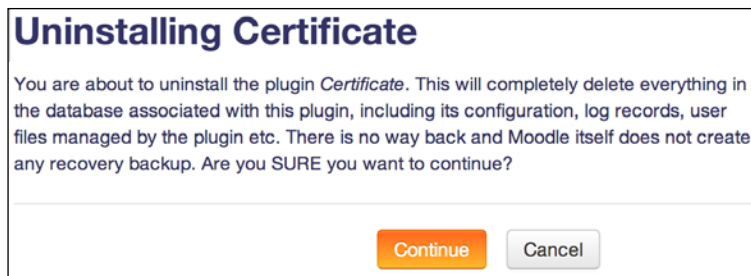 Uninstalling Certificate
You are about to uninstall the plugin Certificate. This will completely delete everything in
the database associated with this plugin, including its configuration, log records, user
files managed by the plugin etc. There is no way back and Moodle itself does not create
any recovery backup. Are you SURE you want to continue?
Continue Cancel